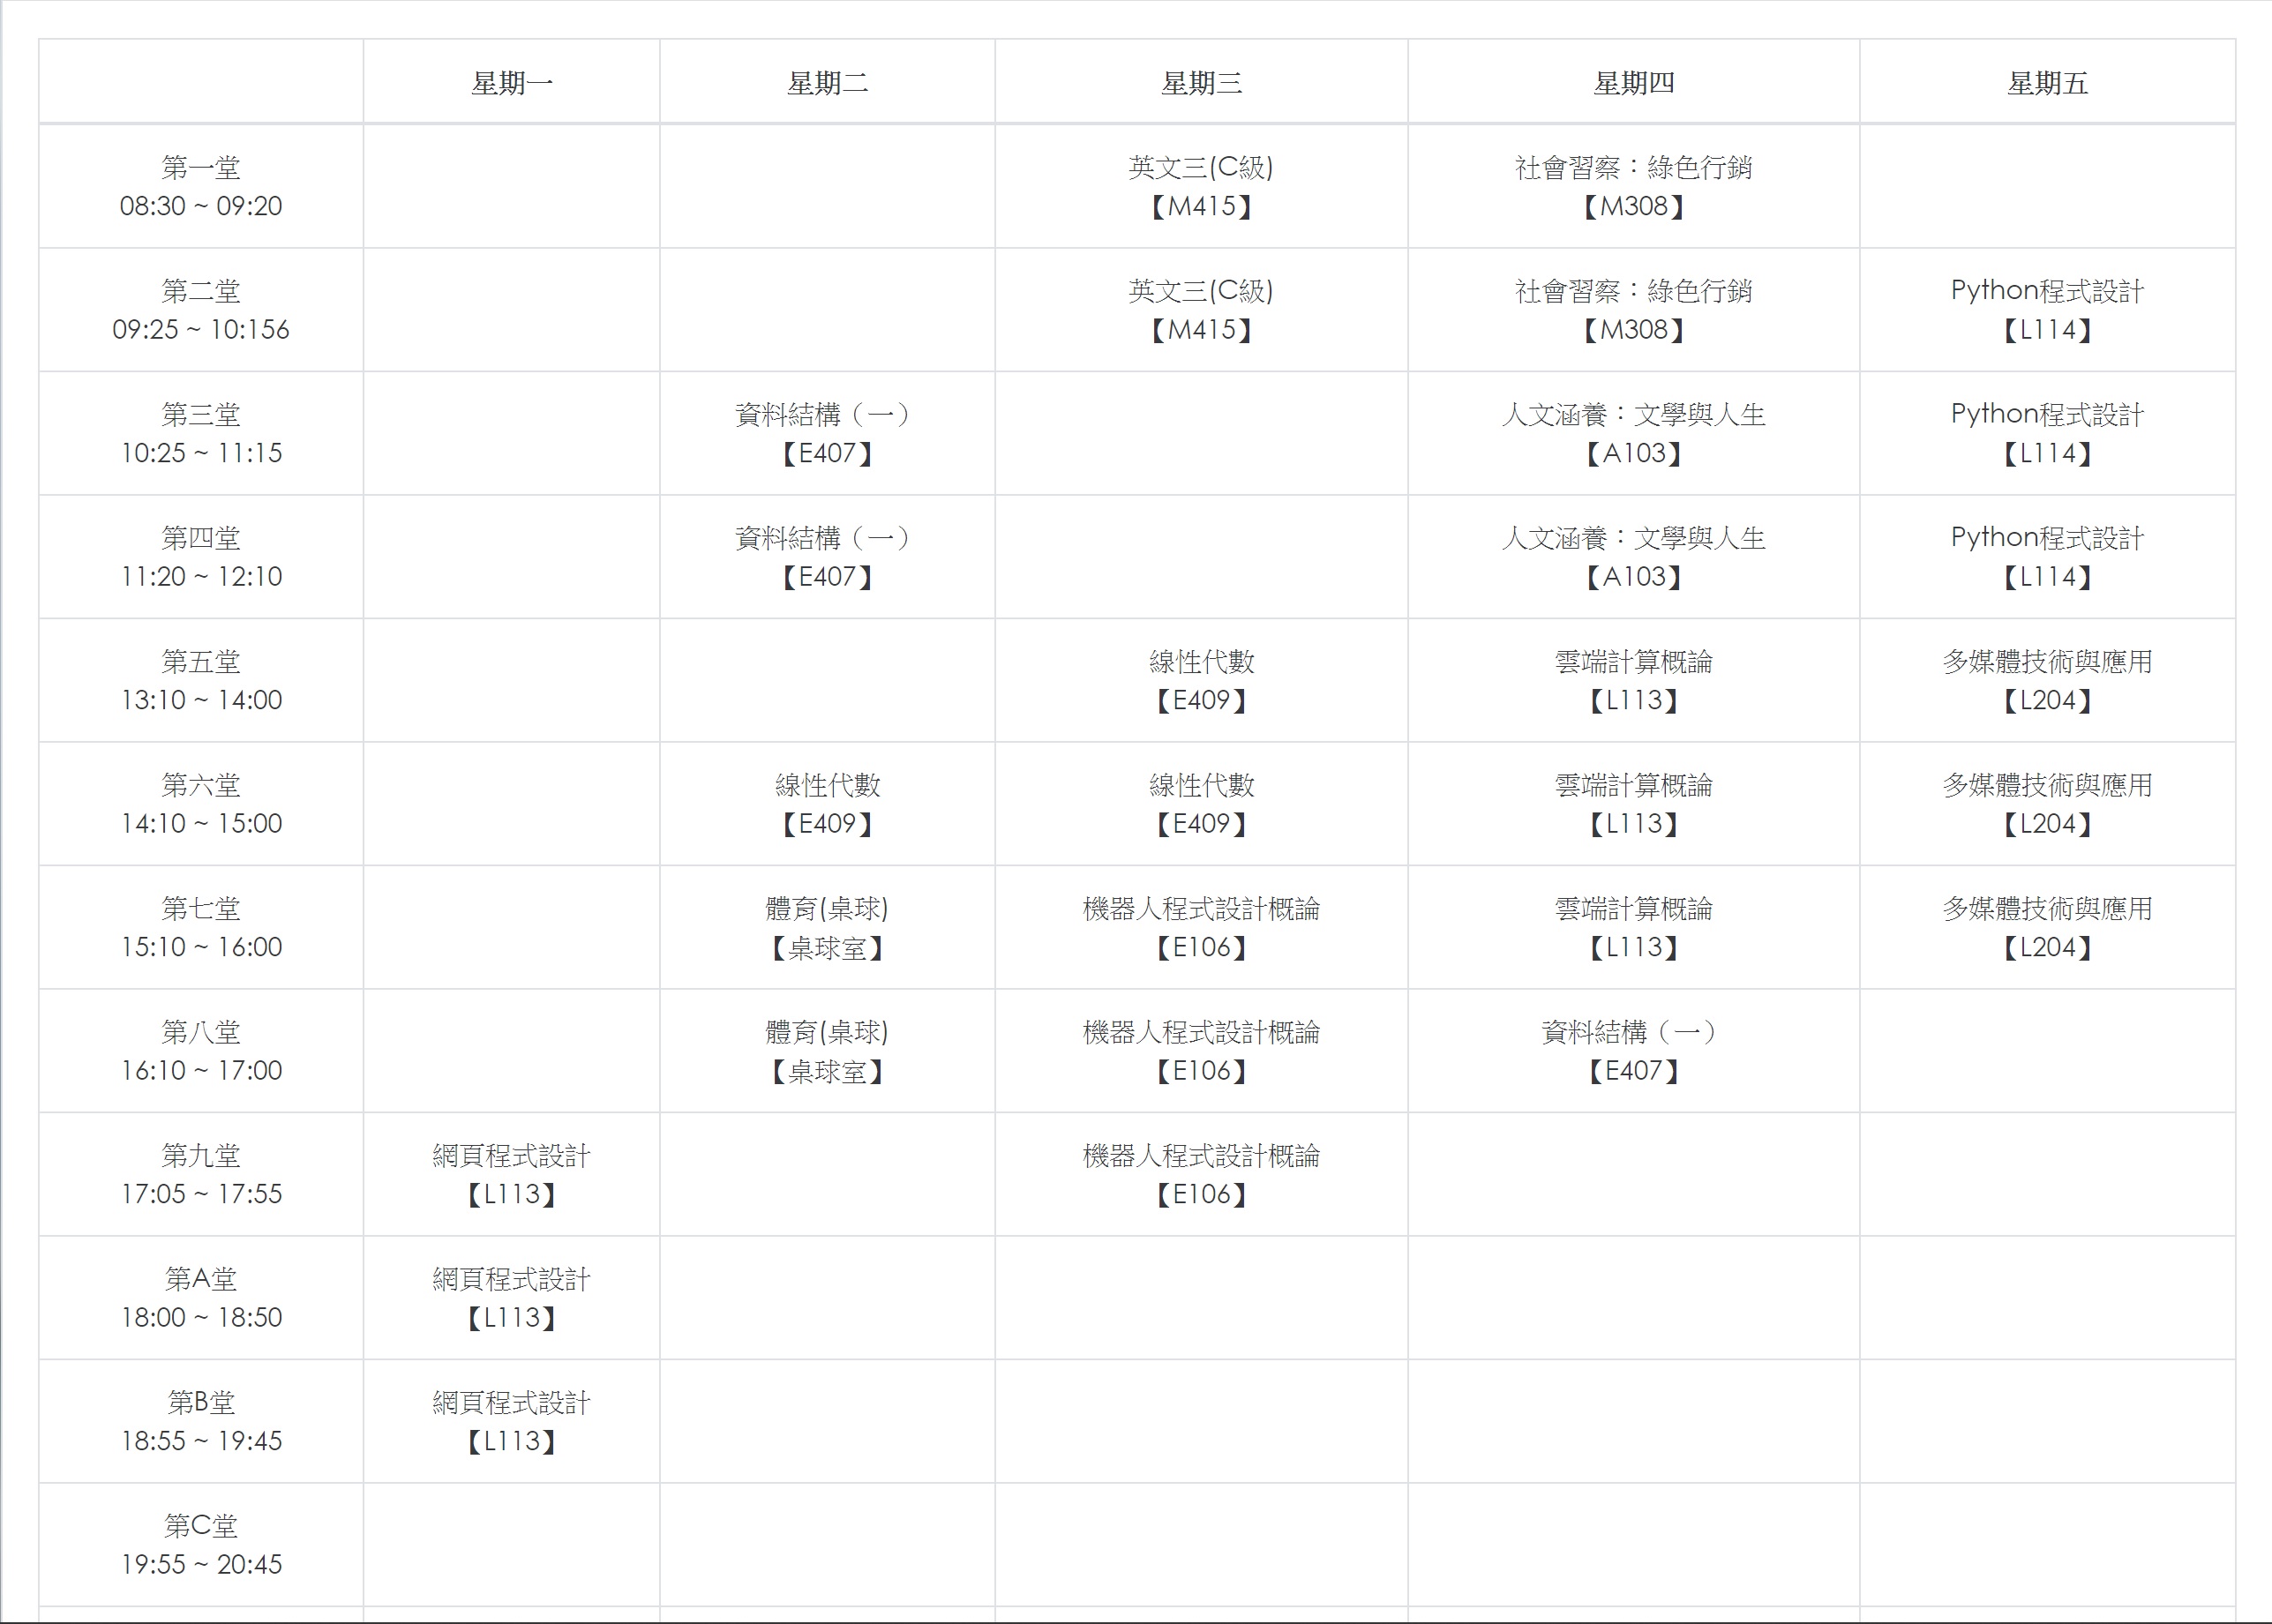 星期一 星期二 星期三 星期四 星期五
第一堂 英文三(C級) 社會習察：綠色行銷
08:30 ~ 09:20 【M415】 【M308】
第二堂 英文三(C級) 社會習察：綠色行銷 Python程式設計
09:25 ~ 10:156 【M415】 【M308】 【L114】
第三堂 資料結構（一） 人文涵養：文學與人生 Python程式設計
10:25 ~ 11:15 【E407】 【A103】 【L114】
第四堂 資料結構（一） 人文涵養：文學與人生 Python程式設計
11:20 ~ 12:10 【E407】 【A103】 【L114】
第五堂 線性代數 雲端計算概論 多媒體技術與應用
13:10 ~ 14:00 【E409】 【L113】 【L204】
第六堂 線性代數 線性代數 雲端計算概論 多媒體技術與應用
14:10 ~ 15:00 【E409】 【E409】 【L113】 【L204】
第七堂 體育(桌球) 機器人程式設計概論 雲端計算概論 多媒體技術與應用
15:10 ~ 16:00 【桌球室】 【E106】 【L113】 【L204】
第八堂 體育(桌球) 機器人程式設計概論 資料結構（一）
16:10 ~ 17:00 【桌球室】 【E106】 【E407】
第九堂 網頁程式設計 機器人程式設計概論
17:05 ~ 17:55 【L113】 【E106】
第A堂 網頁程式設計
18:00 ~ 18:50 【L113】
第B堂 網頁程式設計
18:55 ~ 19:45 【L113】
第C堂
19:55 ~ 20:45